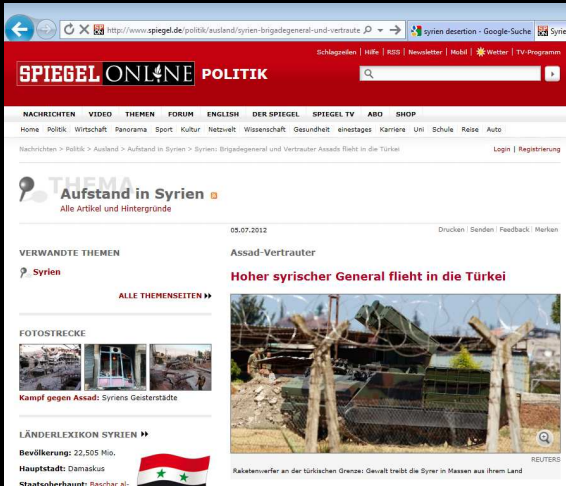 http://www.spiegel.de/politik/ausland/syrien-brigadegeneral-und-vertraute
syrien desertion - Google-Suche
Syrie
Schlagzeilen | Hilfe | RSS | Newsletter | Mobil | Wetter | TV-Programm
SPIEGEL ONLINE POLITIK
NACHRICHTEN VIDEO THEMEN FORUM ENGLISH DER SPIEGEL SPIEGEL TV ABO SHOP
Home Politik Wirtschaft Panorama Sport Kultur Netzwelt Wissenschaft Gesundheit einestages Karriere Uni Schule Reise Auto
Nachrichten > Politik > Ausland > Aufstand in Syrien > Syrien: Brigadegeneral und Vertrauter Assads flieht in die Türkei
Login | Registrierung
THEMA
Aufstand in Syrien
Alle Artikel und Hintergründe
05.07.2012
Drucken | Senden | Feedback | Merken
VERWANDTE THEMEN
Syrien
ALLE THEMENSEITEN
FOTOSTRECKE
Kampf gegen Assad: Syriens Geisterstädte
LÄNDERLEXIKON SYRIEN
Bevölkerung: 22,505 Mio.
Hauptstadt: Damaskus
Staatsoberhaupt: Baschar al-
Assad-Vertrauter
Hoher syrischer General flieht in die Türkei
REUTERS
Raketenwerfer an der türkischen Grenze: Gewalt treibt die Syrer in Massen aus ihrem Land